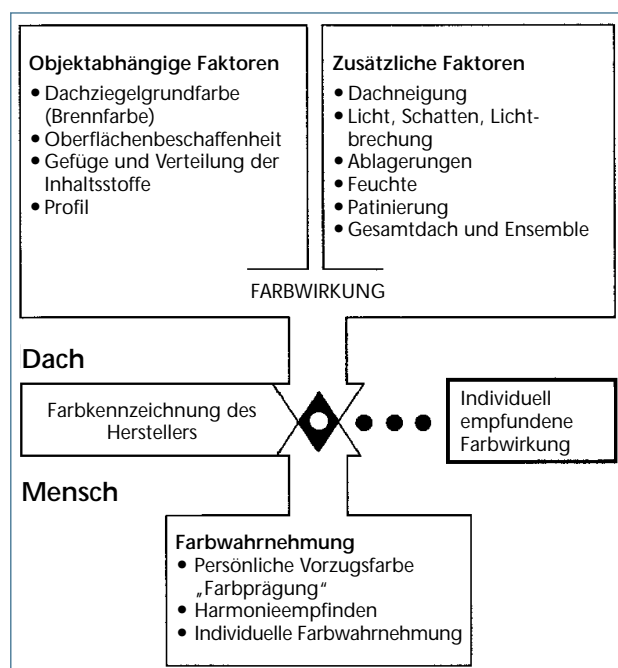 Objektabhängige Faktoren
• Dachziegelgrundfarbe
(Brennfarbe)
• Oberflächenbeschaffenheit
• Gefüge und Verteilung der
Inhaltsstoffe
• Profil
Zusätzliche Faktoren
• Dachneigung
• Licht, Schatten, Licht-
brechung
• Ablagerungen
• Feuchte
• Patinierung
• Gesamtdach und Ensemble
FARBWIRKUNG
Dach
Farbkennzeichnung des
Herstellers
Individuell
empfundene
Farbwirkung
Mensch
Farbwahrnehmung
• Persönliche Vorzugsfarbe
„Farbprägung“
• Harmonieempfinden
• Individuelle Farbwahrnehmung